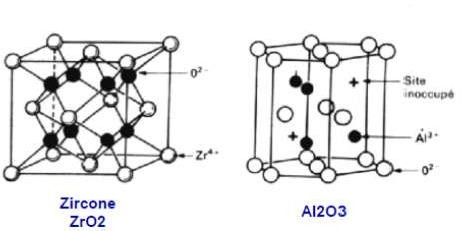 O²⁻
Zr⁴⁺
Zircone
ZrO2
+
Site
inoccupé
+
Al³⁺
O²⁻
Al2O3